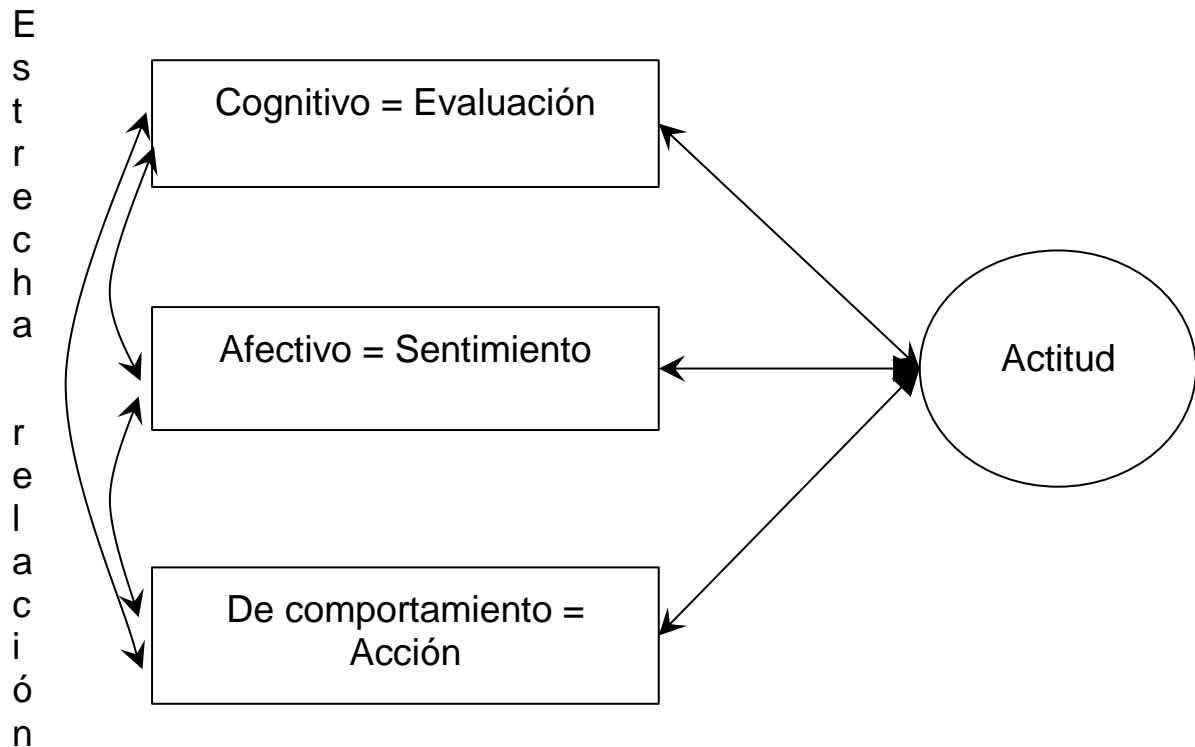 Estrecha relación
Cognitivo = Evaluación
Afectivo = Sentimiento
Actitud
De comportamiento =
Acción